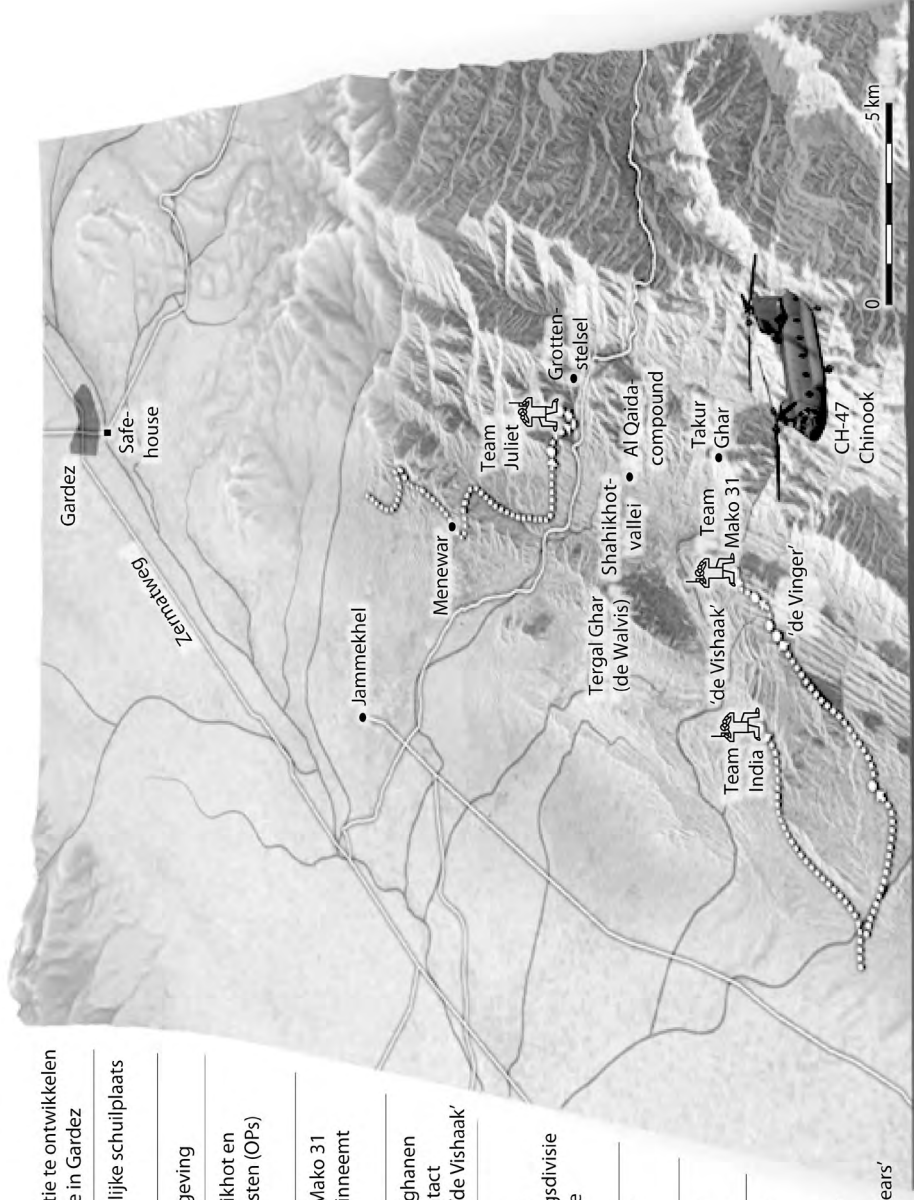 tie te ontwikkelen
e in Gardez
lijke schuilplaats
geving
ikhot en
sten (OPs)
Mako 31
inneemt
ghanen
tact
de Vishaak’
gsdivisie
e
ears’
Gardez
Safe-
house
Zermatweg
Jammekhel
Menewar
Team
Juliet
Grotten-
stelsel
Shahikhot-
vallei
Al Qaida-
compound
Tergal Ghar
(de Walvis)
Takur
Ghar
Team
Mako 31
‘de Vishaak’
‘de Vinger’
Team
India
CH-47
Chinook
0
5 km